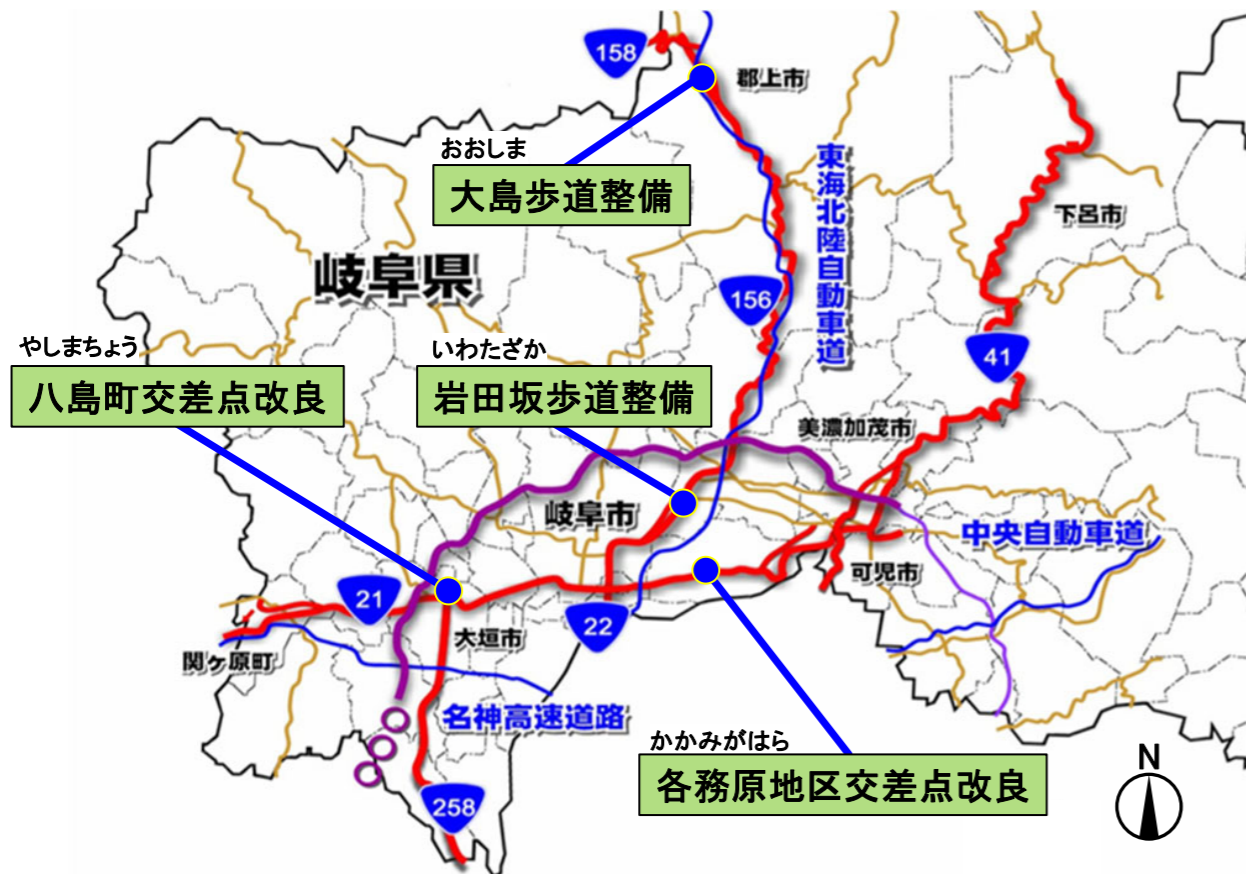 158
郡上市
おおしま
大島歩道整備
東海北陸自動車道
下呂市
岐阜県
156
41
やしまちょう
八島町交差点改良
いわたざか
岩田坂歩道整備
美濃加茂市
岐阜市
中央自動車道
可児市
21
22
大垣市
関ヶ原町
名神高速道路
かかみがはら
各務原地区交差点改良
258
N